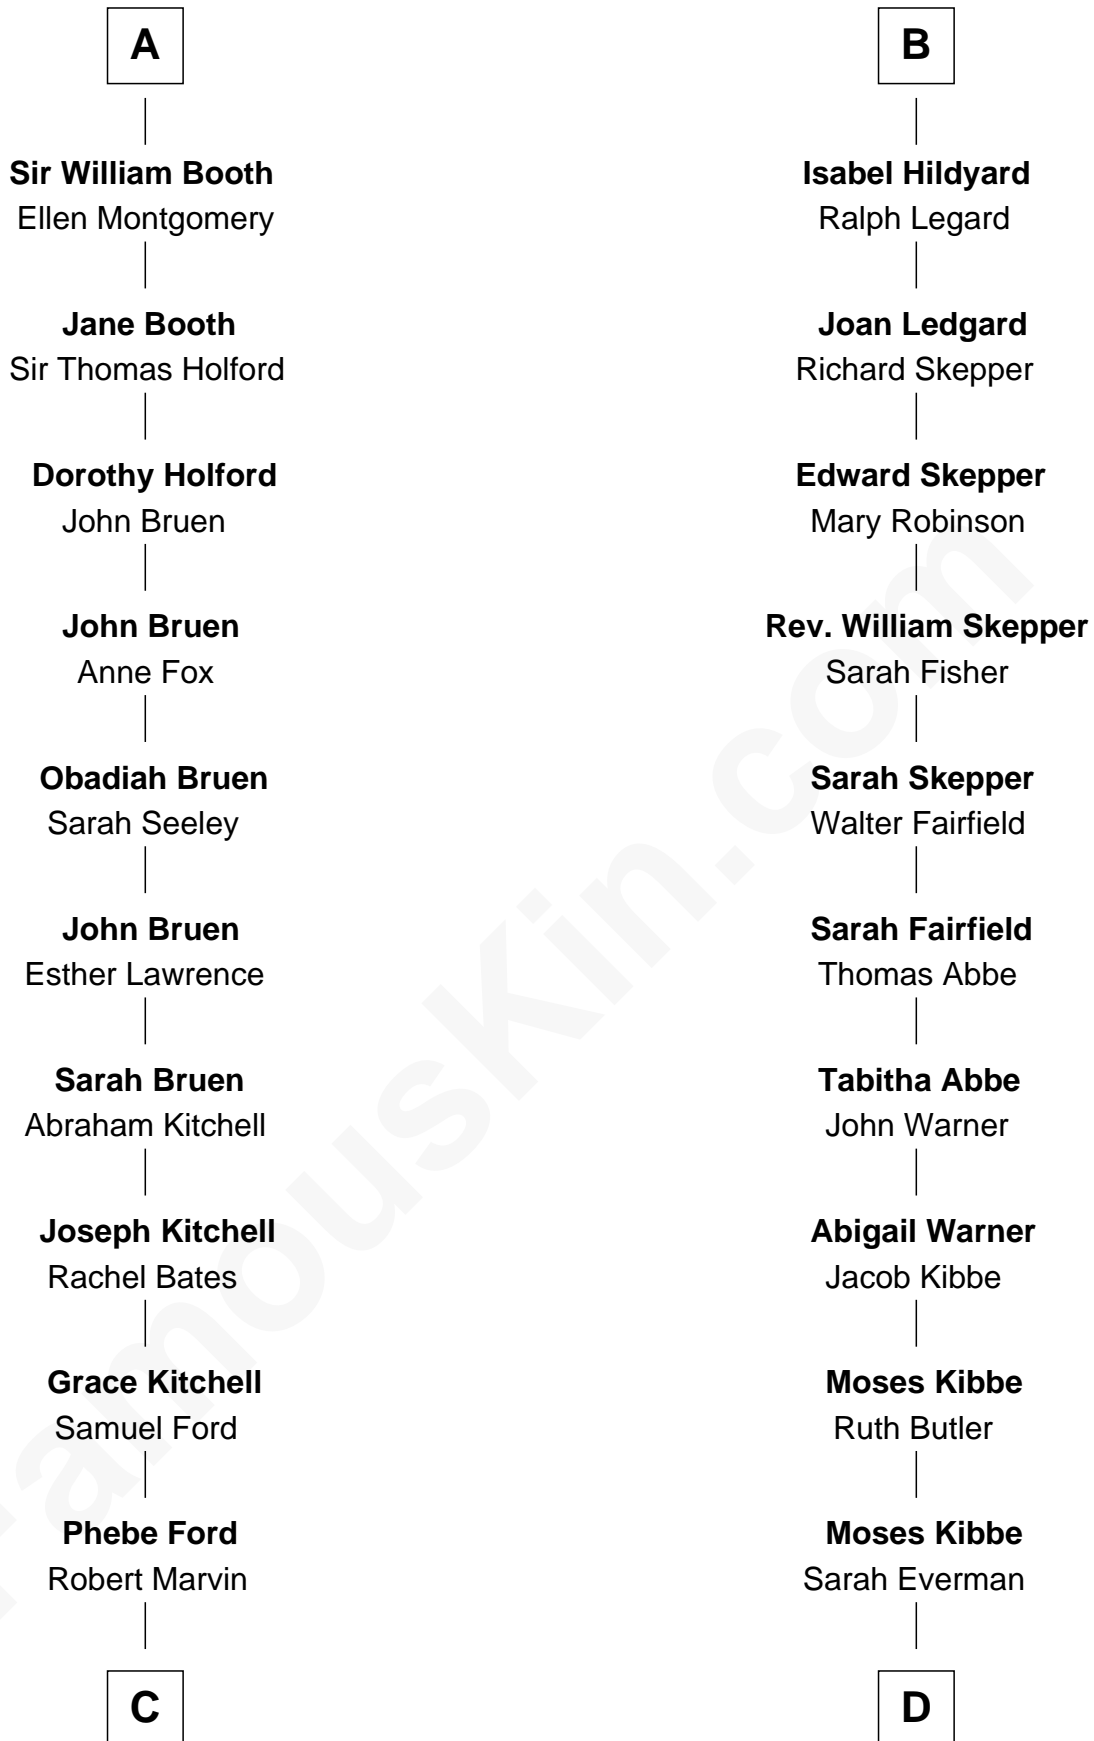 A
Sir William Booth
Ellen Montgomery
Jane Booth
Sir Thomas Holford
Dorothy Holford
John Bruen
John Bruen
Anne Fox
Obadiah Bruen
Sarah Seeley
John Bruen
Esther Lawrence
Sarah Bruen
Abraham Kitchell
Joseph Kitchell
Rachel Bates
Grace Kitchell
Samuel Ford
Phebe Ford
Robert Marvin
C
B
Isabel Hildyard
Ralph Legard
Joan Ledgard
Richard Skepper
Edward Skepper
Mary Robinson
Rev. William Skepper
Sarah Fisher
Sarah Skepper
Walter Fairfield
Sarah Fairfield
Thomas Abbe
Tabitha Abbe
John Warner
Abigail Warner
Jacob Kibbe
Moses Kibbe
Ruth Butler
Moses Kibbe
Sarah Everman
D
FamousKin.com